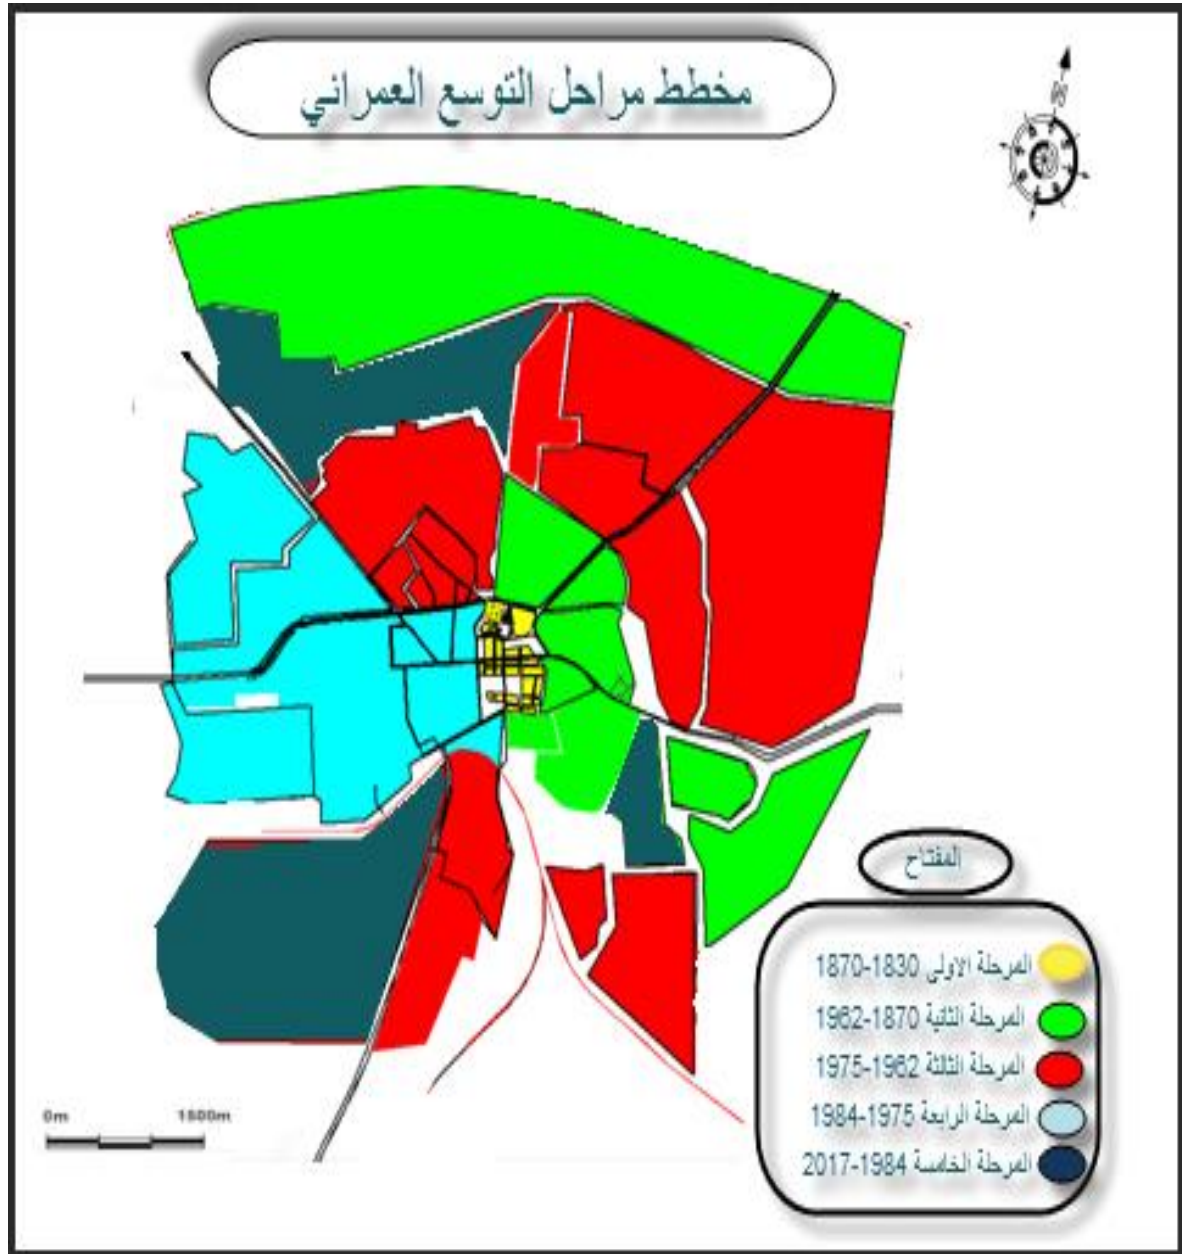 مخطط مراحل التوسع العمراني
المفتاح
المرحلة الاولى 1830-1870
المرحلة الثانية 1870-1962
المرحلة الثالثة 1962-1975
المرحلة الرابعة 1975-1984
المرحلة الخامسة 1984-2017
0m 1800m